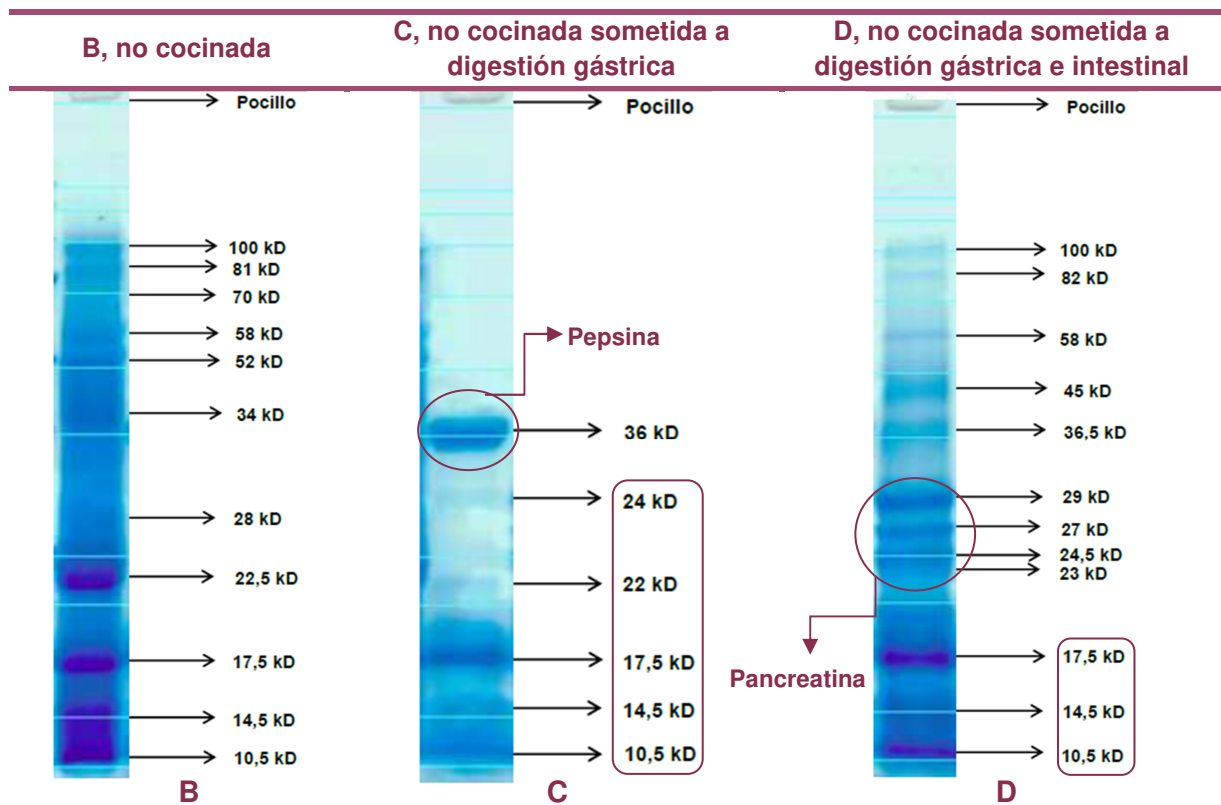 B, no cocinada
C, no cocinada sometida a
digestión gástrica
D, no cocinada sometida a
digestión gástrica e intestinal
Pocillo
100 kD
81 kD
70 kD
58 kD
52 kD
34 kD
28 kD
22,5 kD
17,5 kD
14,5 kD
10,5 kD
B
Pocillo
Pepsina
36 kD
24 kD
22 kD
17,5 kD
14,5 kD
10,5 kD
C
Pocillo
100 kD
82 kD
58 kD
45 kD
36,5 kD
29 kD
27 kD
24,5 kD
23 kD
Pancreatina
17,5 kD
14,5 kD
10,5 kD
D